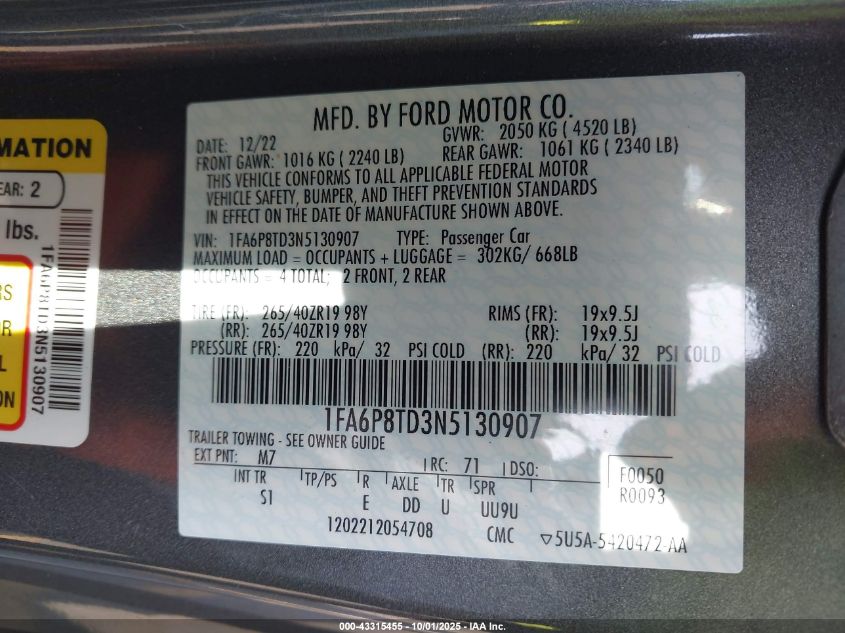 MATION
EAR: 2
lbs.
RS
R
L
ON
1FA6P8TD3N5130907
MFD. BY FORD MOTOR CO.
DATE: 12/22 GVWR: 2050 KG ( 4520 LB)
FRONT GAWR: 1016 KG ( 2240 LB) REAR GAWR: 1061 KG ( 2340 LB)
THIS VEHICLE CONFORMS TO ALL APPLICABLE FEDERAL MOTOR
VEHICLE SAFETY, BUMPER, AND THEFT PREVENTION STANDARDS
IN EFFECT ON THE DATE OF MANUFACTURE SHOWN ABOVE.
VIN: 1FA6P8TD3N5130907 TYPE: Passenger Car
MAXIMUM LOAD = OCCUPANTS + LUGGAGE = 302KG/ 668LB
OCCUPANTS = 4 TOTAL; 2 FRONT, 2 REAR
TIRE (FR): 265/40ZR19 98Y RIMS (FR): 19x9.5J
(RR): 265/40ZR19 98Y (RR): 19x9.5J
PRESSURE (FR): 220 kPa/ 32 PSI COLD (RR): 220 kPa/ 32 PSI COLD
1FA6P8TD3N5130907
TRAILER TOWING - SEE OWNER GUIDE
EXT PNT: M7 RC: 71 DSO: F0050
INT TR TP/PS R AXLE TR SPR R0093
S1 E DD U UU9U
1202212054708 CMC ▽5U5A-5420472-AA
000-43315455 - 10/01/2025 - © IAA Inc.